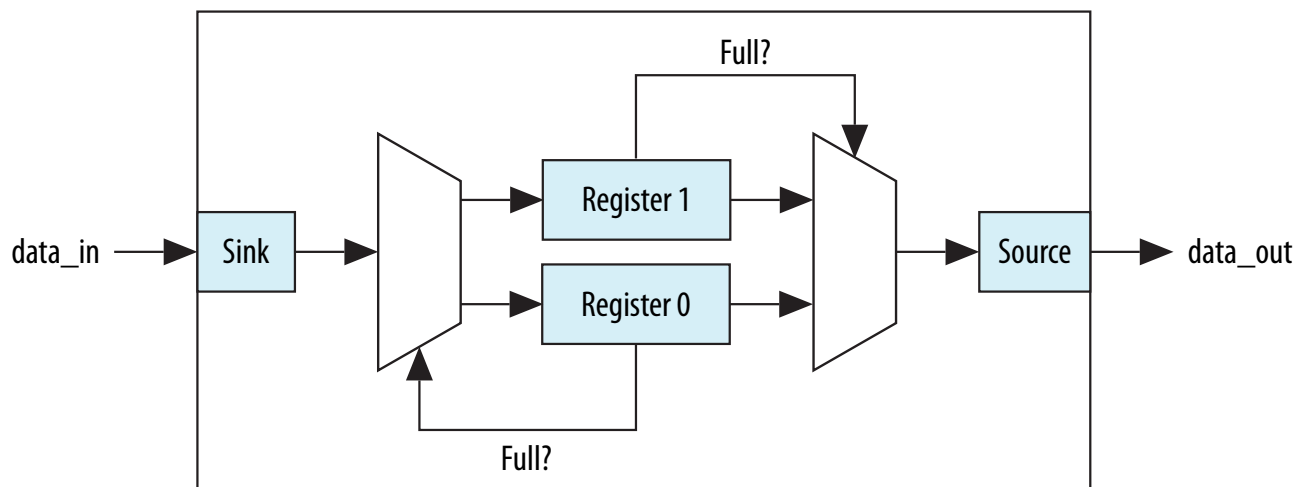 Full?
Register 1
data_in
Sink
Source
data_out
Register 0
Full?